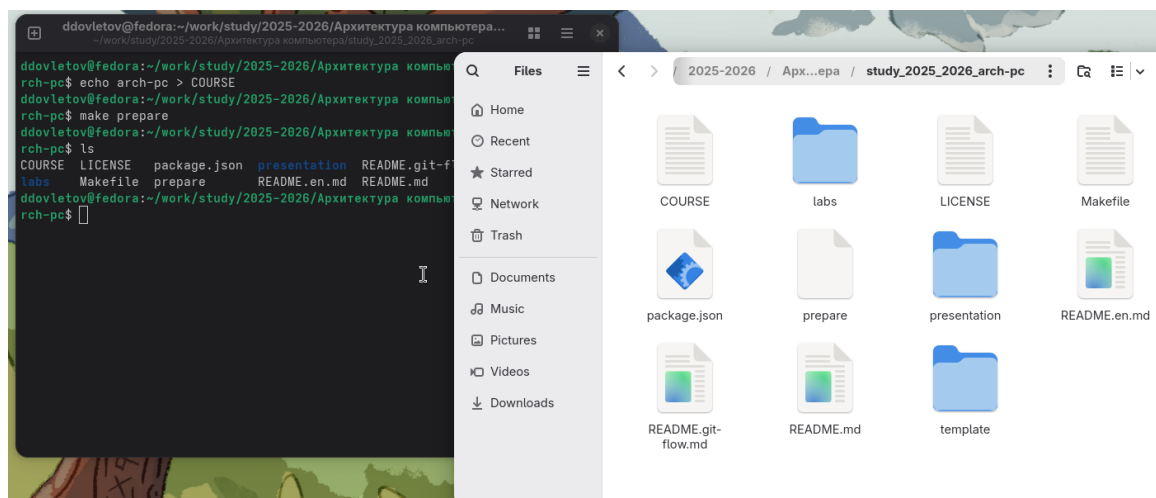 ddovletov@fedora:~/work/study/2025-2026/Архитектура компьютера...
~/work/study/2025-2026/Архитектура компьютера/study_2025_2026_arch-pc
ddovletov@fedora:~/work/study/2025-2026/Архитектура компью
rch-pc$ echo arch-pc > COURSE
ddovletov@fedora:~/work/study/2025-2026/Архитектура компью
rch-pc$ make prepare
ddovletov@fedora:~/work/study/2025-2026/Архитектура компью
rch-pc$ ls
COURSE LICENSE package.json presentation README.git-fl
labs Makefile prepare README.en.md README.md
ddovletov@fedora:~/work/study/2025-2026/Архитектура компью
rch-pc$
Files
Home
Recent
Starred
Network
Trash
Documents
Music
Pictures
Videos
Downloads
/ 2025-2026 / Арх...ера / study_2025_2026_arch-pc
COURSE labs LICENSE Makefile
package.json prepare presentation README.en.md
README.git-flow.md README.md template